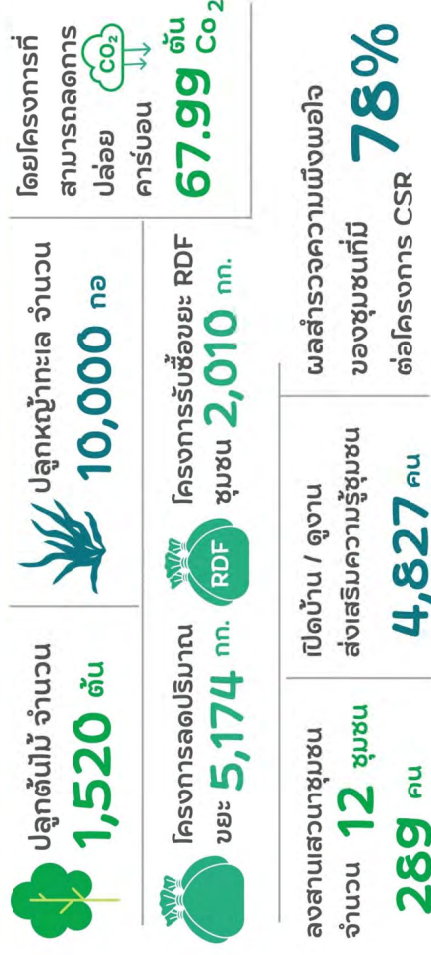 ปลูกต้นไม้ จำนวน
1,520 ต้น
ปลูกหญ้าทะเล จำนวน
10,000 กอ
โดยโครงการที่
สามารถลดการ
ปล่อย
คาร์บอน
CO₂
67.99 ตัน Co₂
โครงการลดปริมาณ
ขยะ 5,174 กก.
RDF
โครงการรับซื้อขยะ RDF
ชุมชน 2,010 กก.
ลงสานเสวนาชุมชน
จำนวน 12 ชุมชน
289 คน
เปิดบ้าน / ดูงาน
ส่งเสริมความรู้ชุมชน
4,827 คน
ผลสำรวจความพึงพอใจ
ของชุมชนที่มี
ต่อโครงการ CSR
78%